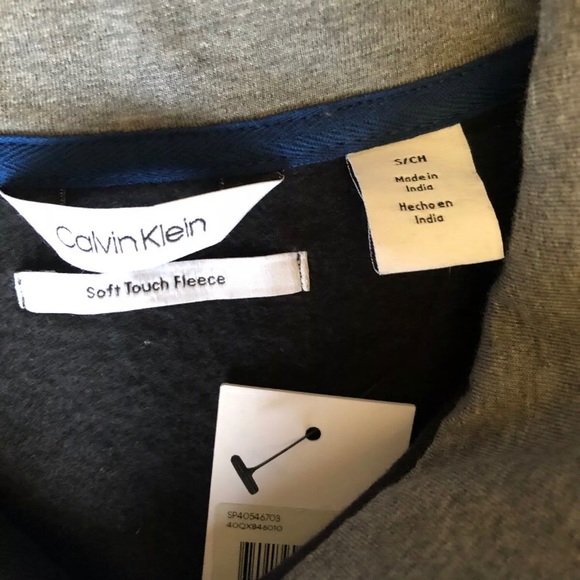 Calvin Klein
Soft Touch Fleece
S/CH
Made in
India
Hecho en
India
SP40546703
40QX846010